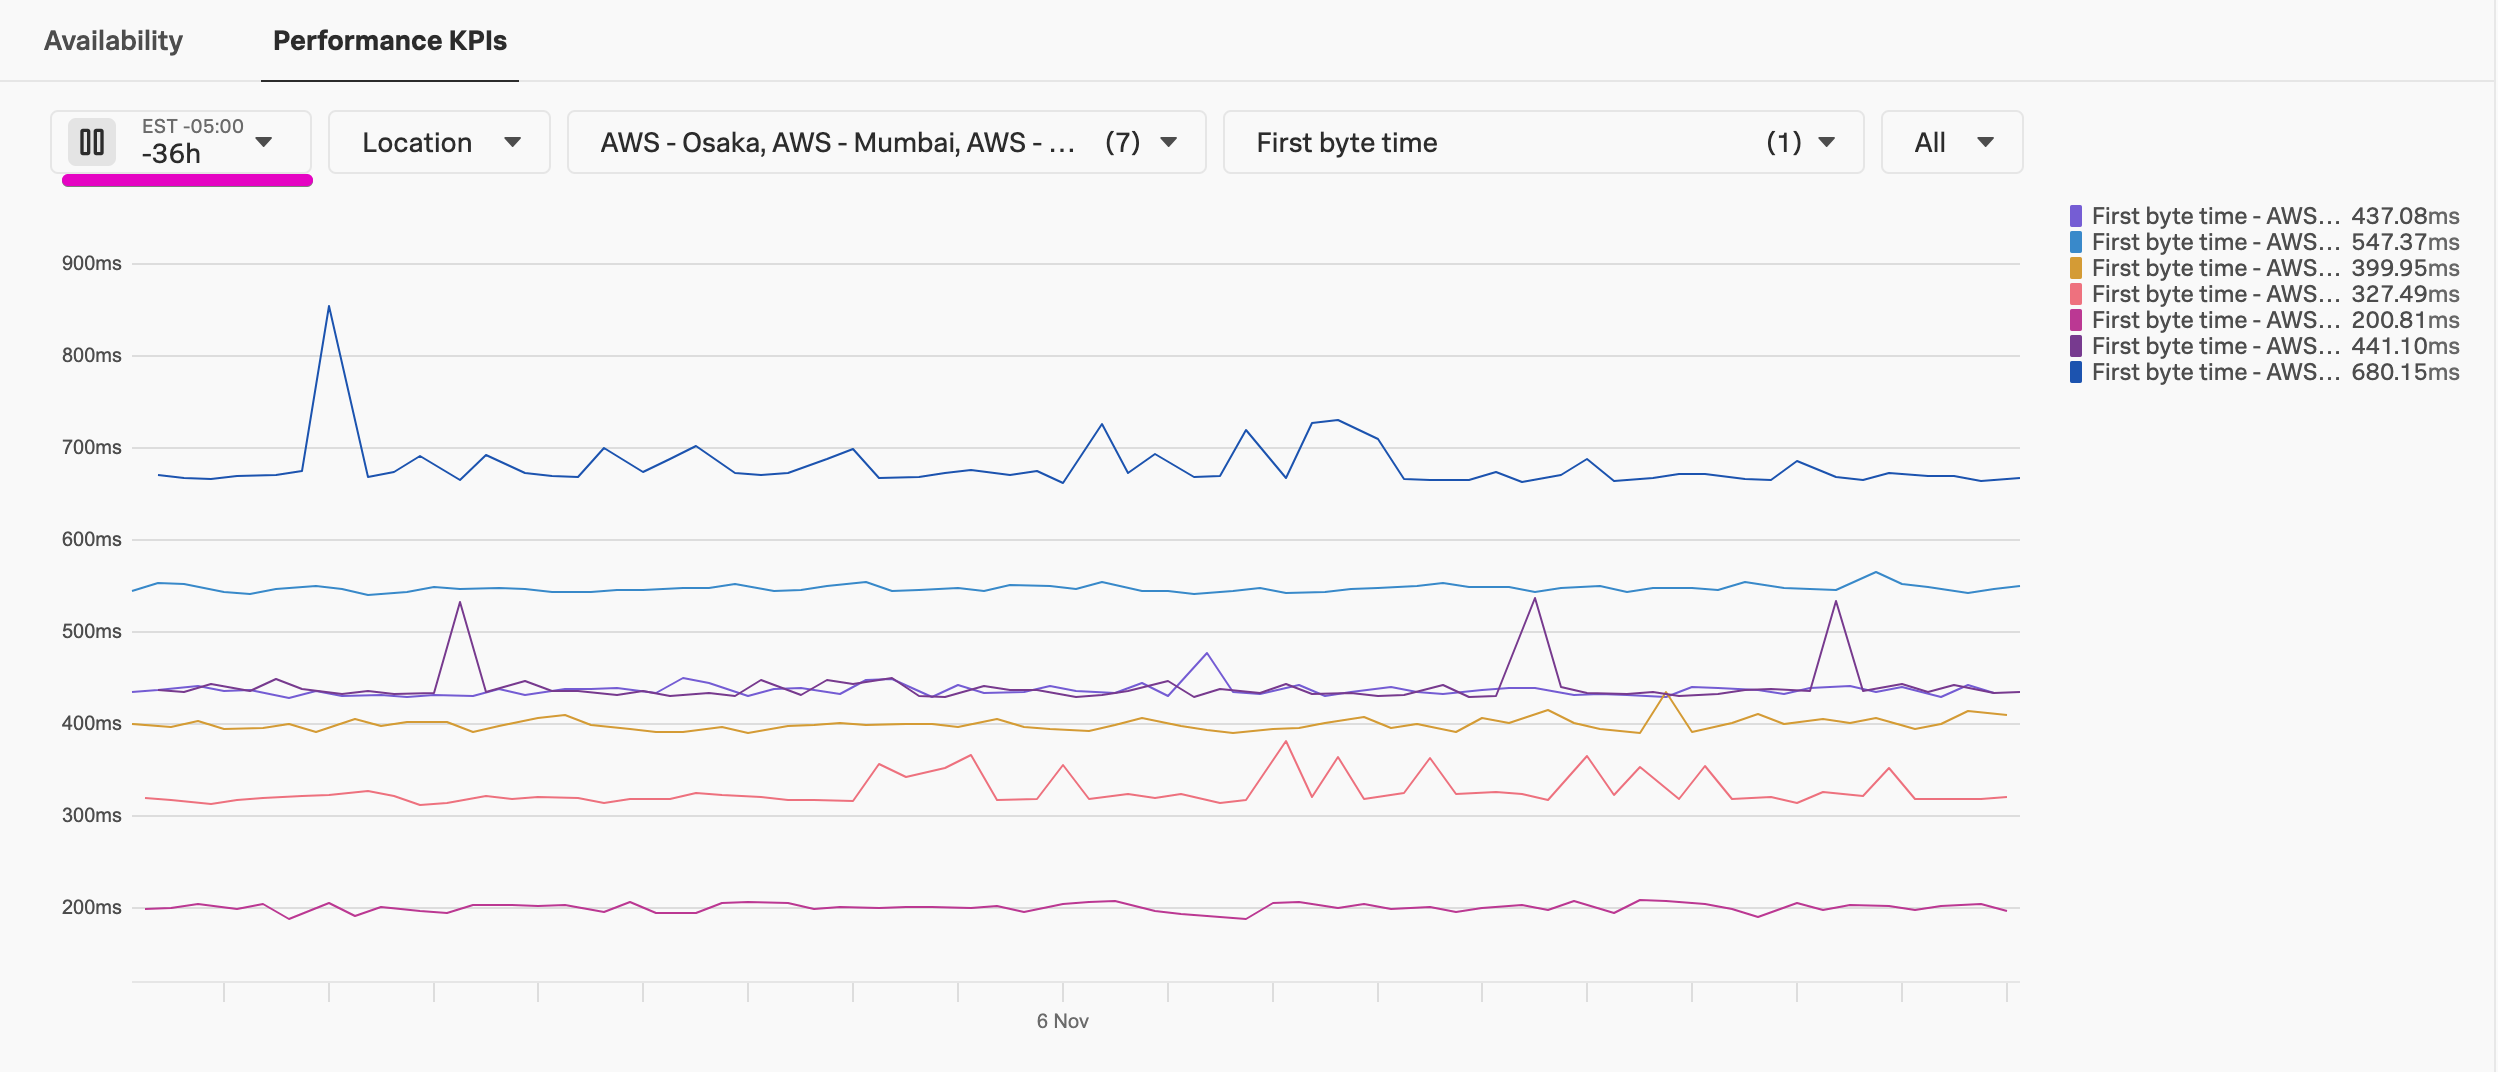 Availability
Performance KPIs
EST -05:00
-36h
Location
AWS - Osaka, AWS - Mumbai, AWS - ... (7)
First byte time (1)
All
First byte time - AWS... 437.08ms
First byte time - AWS... 547.37ms
First byte time - AWS... 399.95ms
First byte time - AWS... 327.49ms
First byte time - AWS... 200.81ms
First byte time - AWS... 441.10ms
First byte time - AWS... 680.15ms
900ms
800ms
700ms
600ms
500ms
400ms
300ms
200ms
6 Nov